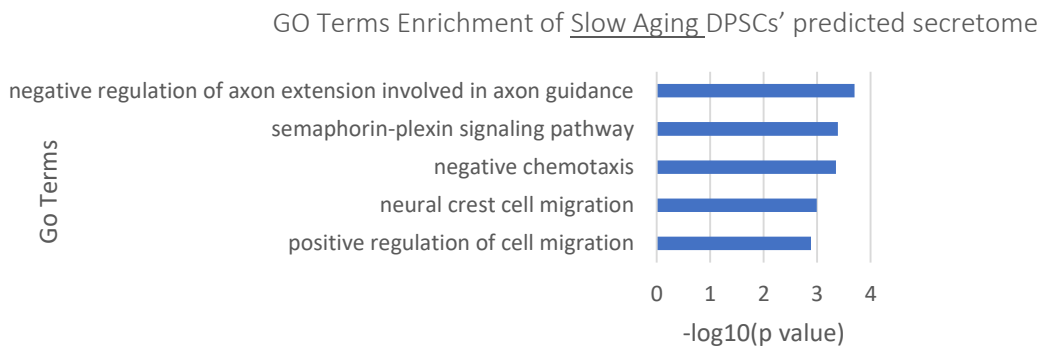 GO Terms Enrichment of Slow Aging DPSCs' predicted secretome
negative regulation of axon extension involved in axon guidance
semaphorin-plexin signaling pathway
negative chemotaxis
neural crest cell migration
positive regulation of cell migration
Go Terms
0 1 2 3 4
-log10(p value)